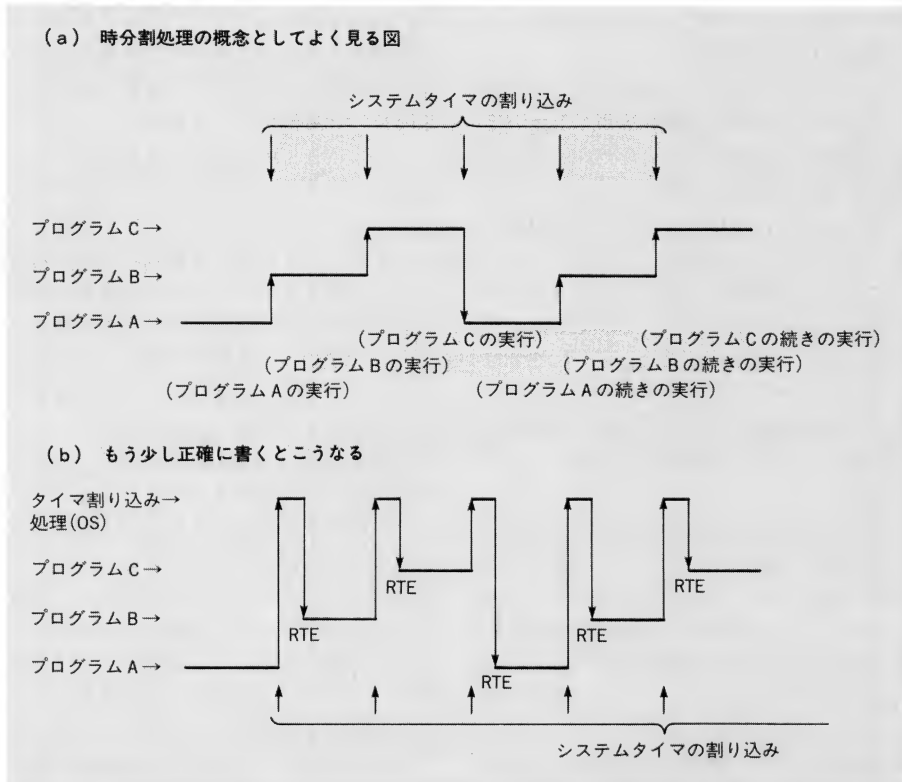 (a) 時分割処理の概念としてよく見る図
システムタイマの割り込み
プログラムC→
プログラムB→
プログラムA→
(プログラムCの実行)
(プログラムCの続きの実行)
(プログラムBの実行)
(プログラムBの続きの実行)
(プログラムAの実行)
(プログラムAの続きの実行)
(b) もう少し正確に書くとこうなる
タイマ割り込み→
処理(OS)
プログラムC→
RTE
RTE
プログラムB→
RTE
RTE
プログラムA→
RTE
システムタイマの割り込み